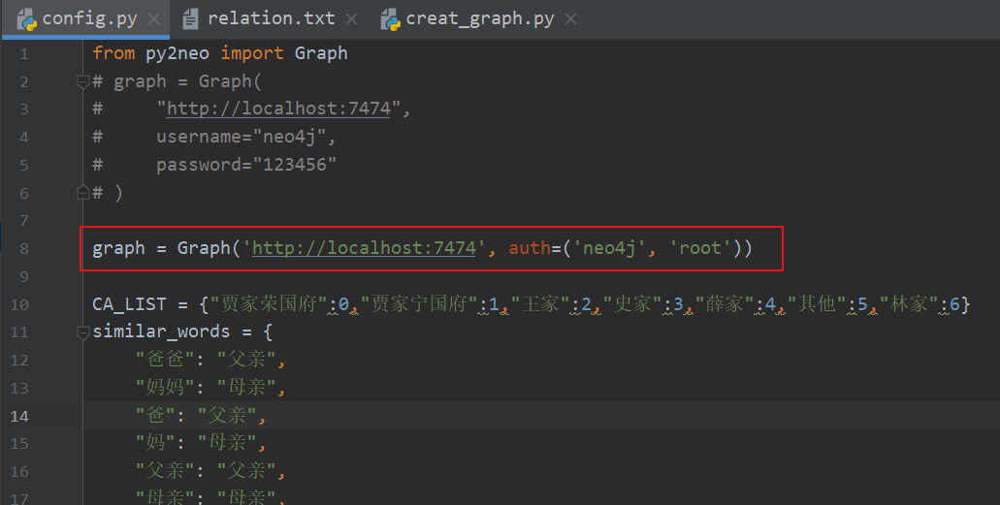 config.py relation.txt creat_graph.py
1 from py2neo import Graph
2 # graph = Graph(
3 #     "http://localhost:7474",
4 #     username="neo4j",
5 #     password="123456"
6 # )
7
8 graph = Graph('http://localhost:7474', auth=('neo4j', 'root'))
9
10 CA_LIST = {"贾家荣国府":0,"贾家宁国府":1,"王家":2,"史家":3,"薛家":4,"其他":5,"林家":6}
11 similar_words = {
12     "爸爸": "父亲",
13     "妈妈": "母亲",
14     "爸": "父亲",
15     "妈": "母亲",
16     "父亲": "父亲",
17     "母亲": "母亲",